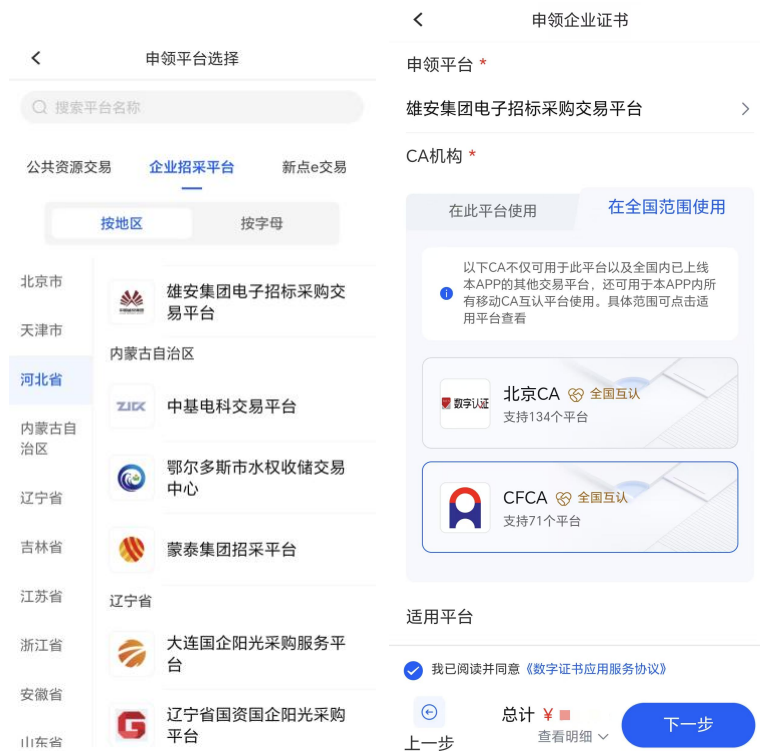 申领平台选择
搜索平台名称
公共资源交易
企业招采平台
新点e交易
按地区
按字母
北京市
天津市
河北省
内蒙古自
治区
辽宁省
吉林省
江苏省
浙江省
安徽省
山东省
雄安集团电子招标采购交
易平台
内蒙古自治区
ZJDK
中基电科交易平台
鄂尔多斯市水权收储交易
中心
蒙泰集团招采平台
辽宁省
大连国企阳光采购服务平
台
辽宁省国资国企阳光采购
平台
申领企业证书
申领平台 *
雄安集团电子招标采购交易平台
CA机构 *
在此平台使用
在全国范围使用
以下CA不仅可用于此平台以及全国内已上线
本APP的其他交易平台，还可用于本APP内所
有移动CA互认平台使用。具体范围可点击适
用平台查看
数字认证
北京CA 全国互认
支持134个平台
CFCA 全国互认
支持71个平台
适用平台
我已阅读并同意《数字证书应用服务协议》
上一步
总计 ¥
查看明细
下一步